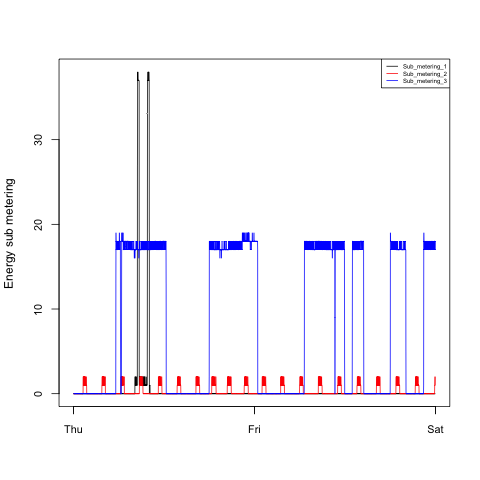 Sub_metering_1
Sub_metering_2
Sub_metering_3
Energy sub metering
30
20
10
0
Thu Fri Sat